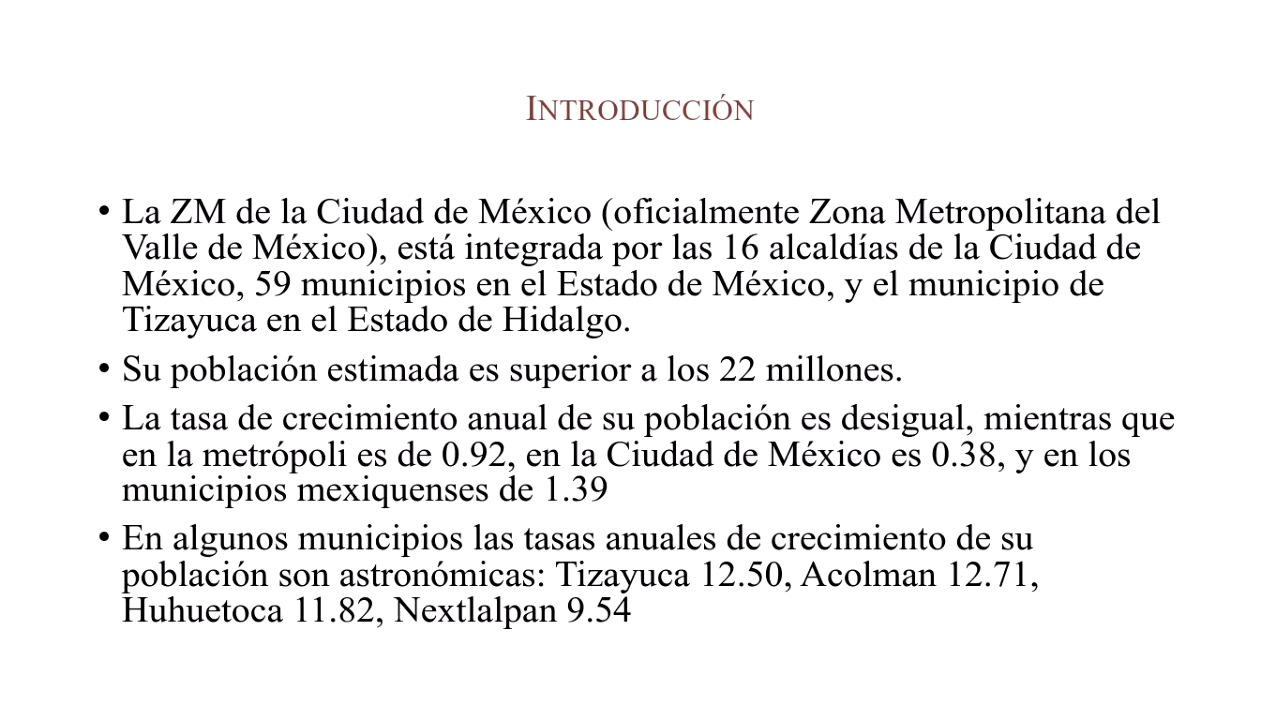 INTRODUCCIÓN
• La ZM de la Ciudad de México (oficialmente Zona Metropolitana del
Valle de México), está integrada por las 16 alcaldías de la Ciudad de
México, 59 municipios en el Estado de México, y el municipio de
Tizayuca en el Estado de Hidalgo.
• Su población estimada es superior a los 22 millones.
• La tasa de crecimiento anual de su población es desigual, mientras que
en la metrópoli es de 0.92, en la Ciudad de México es 0.38, y en los
municipios mexiquenses de 1.39
• En algunos municipios las tasas anuales de crecimiento de su
población son astronómicas: Tizayuca 12.50, Acolman 12.71,
Huhuetoca 11.82, Nextlalpan 9.54